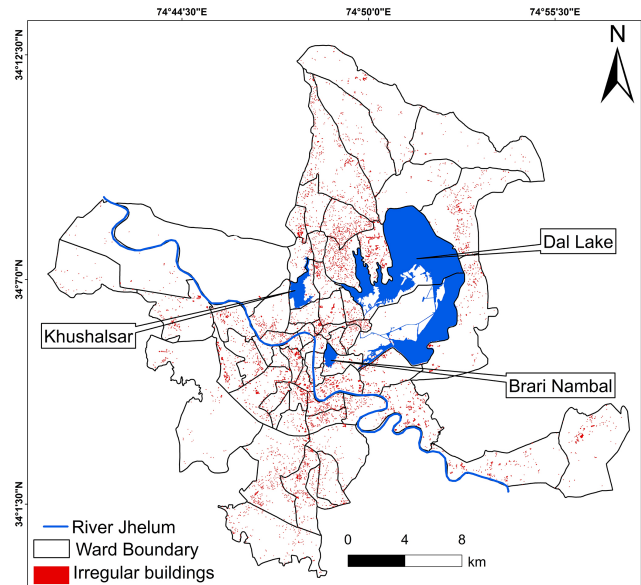 74°44'30"E
74°50'0"E
74°55'30"E
34°12'30"N
N
Dal Lake
34°7'0"N
Khushalsar
Brari Nambal
34°1'30"N
River Jhelum
Ward Boundary
Irregular buildings
0
4
8
km